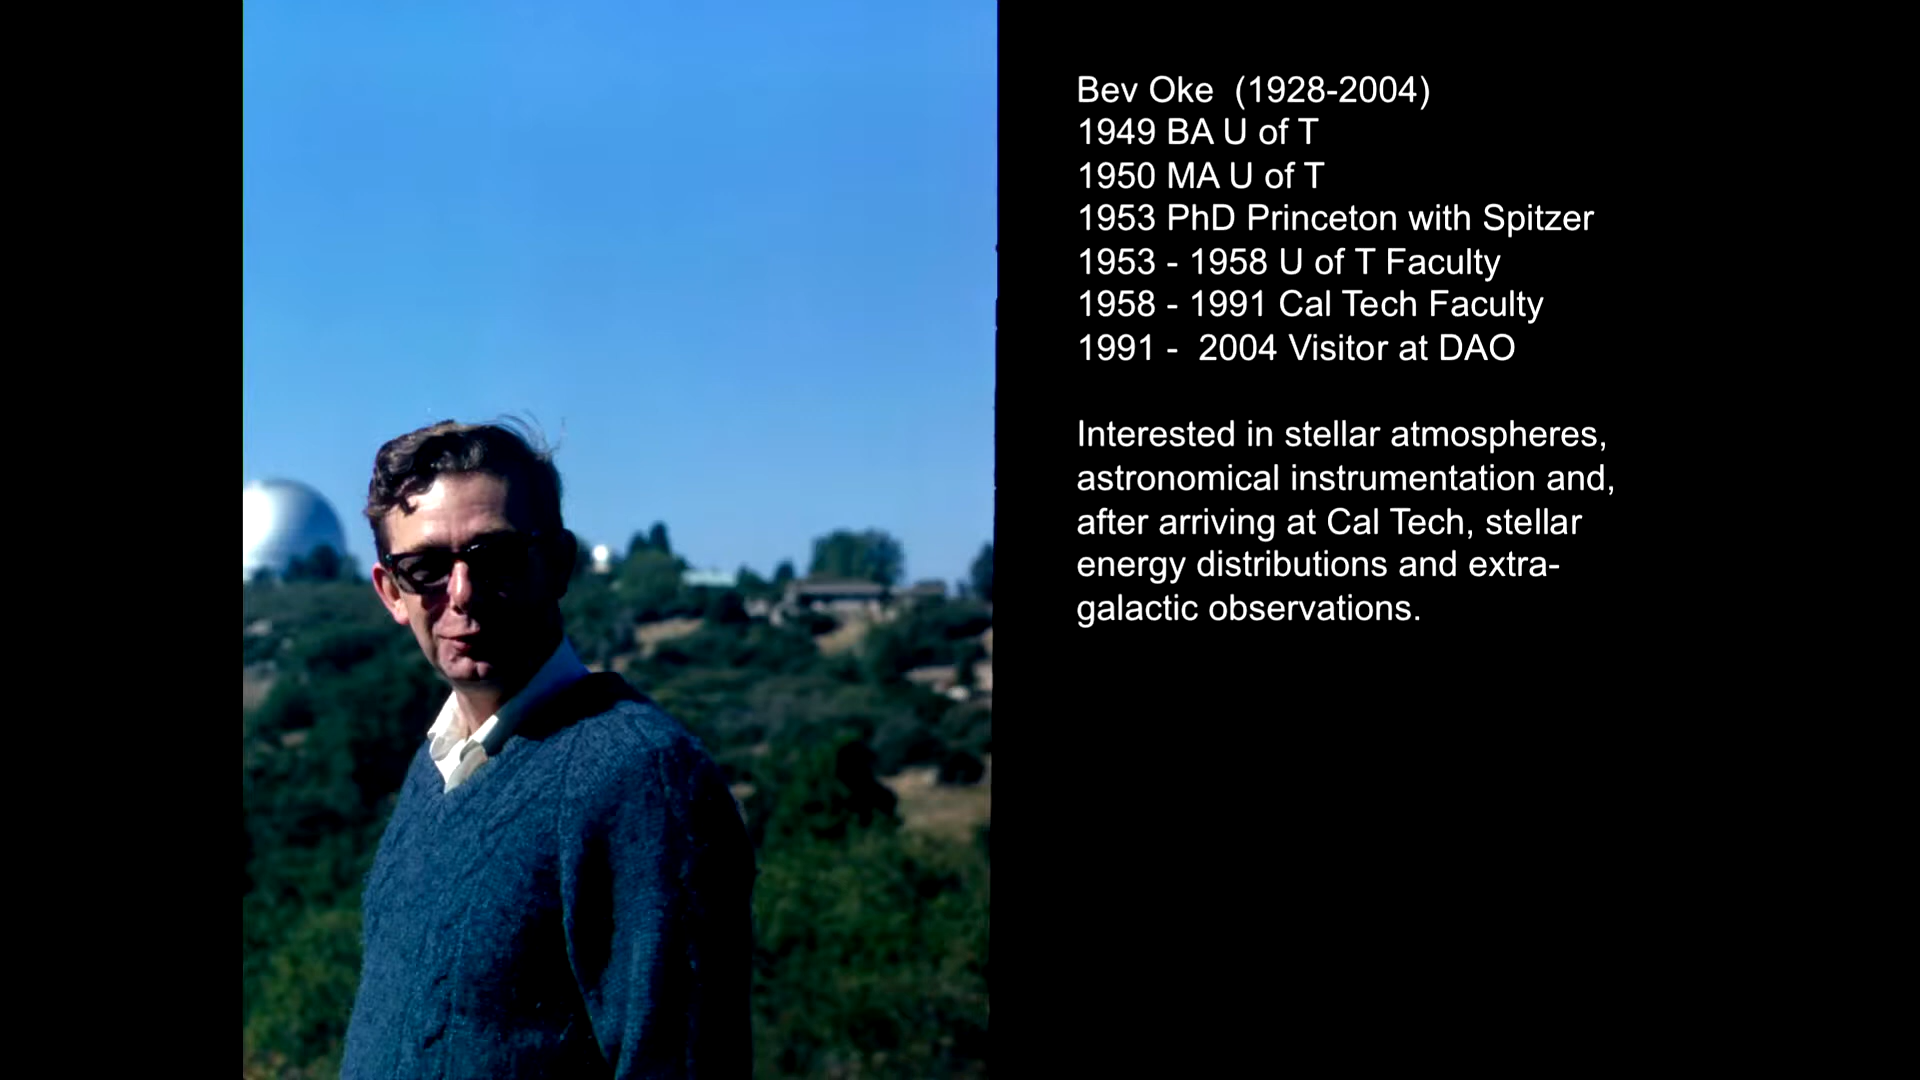 Bev Oke  (1928-2004)
1949 BA U of T
1950 MA U of T
1953 PhD Princeton with Spitzer
1953 - 1958 U of T Faculty
1958 - 1991 Cal Tech Faculty
1991 -  2004 Visitor at DAO
Interested in stellar atmospheres,
astronomical instrumentation and,
after arriving at Cal Tech, stellar
energy distributions and extra-
galactic observations.